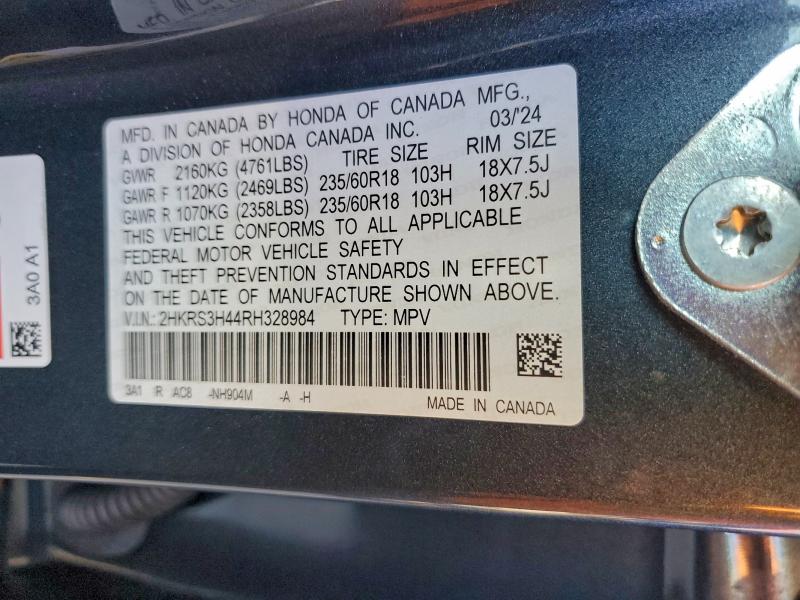 MFD. IN CANADA BY HONDA OF CANADA MFG.,
A DIVISION OF HONDA CANADA INC. 03/'24
GVWR 2160KG (4761LBS) TIRE SIZE RIM SIZE
GAWR F 1120KG (2469LBS) 235/60R18 103H 18X7.5J
GAWR R 1070KG (2358LBS) 235/60R18 103H 18X7.5J
THIS VEHICLE CONFORMS TO ALL APPLICABLE
FEDERAL MOTOR VEHICLE SAFETY
AND THEFT PREVENTION STANDARDS IN EFFECT
ON THE DATE OF MANUFACTURE SHOWN ABOVE.
V.I.N.: 2HKRS3H44RH328984 TYPE: MPV
3A1 IR AC8 -NH904M -A -H
MADE IN CANADA
3A0 A1